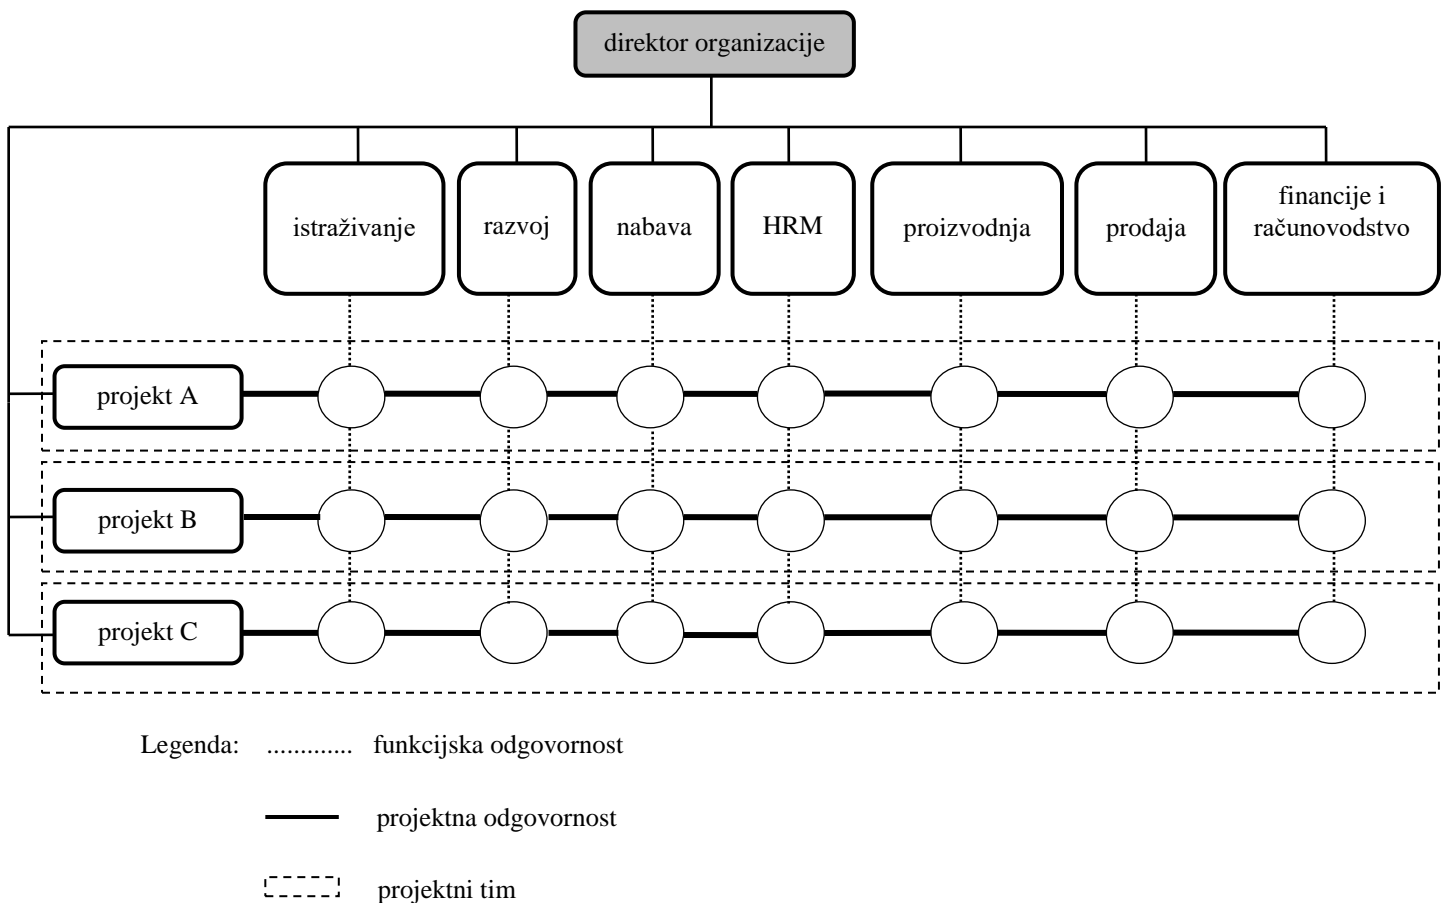 direktor organizacije
istraživanje
razvoj
nabava
HRM
proizvodnja
prodaja
financije i
računovodstvo
projekt A
projekt B
projekt C
Legenda: ............. funkcijska odgovornost
projektna odgovornost
projektni tim